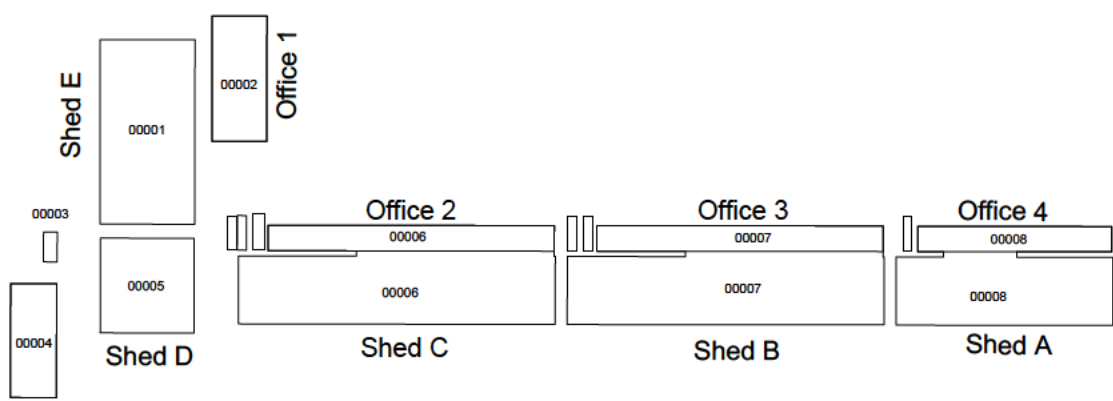 Shed E
00001
00002
Office 1
00003
Office 2
Office 3
Office 4
00006
00007
00008
00005
00006
00007
00008
00004
Shed D
Shed C
Shed B
Shed A